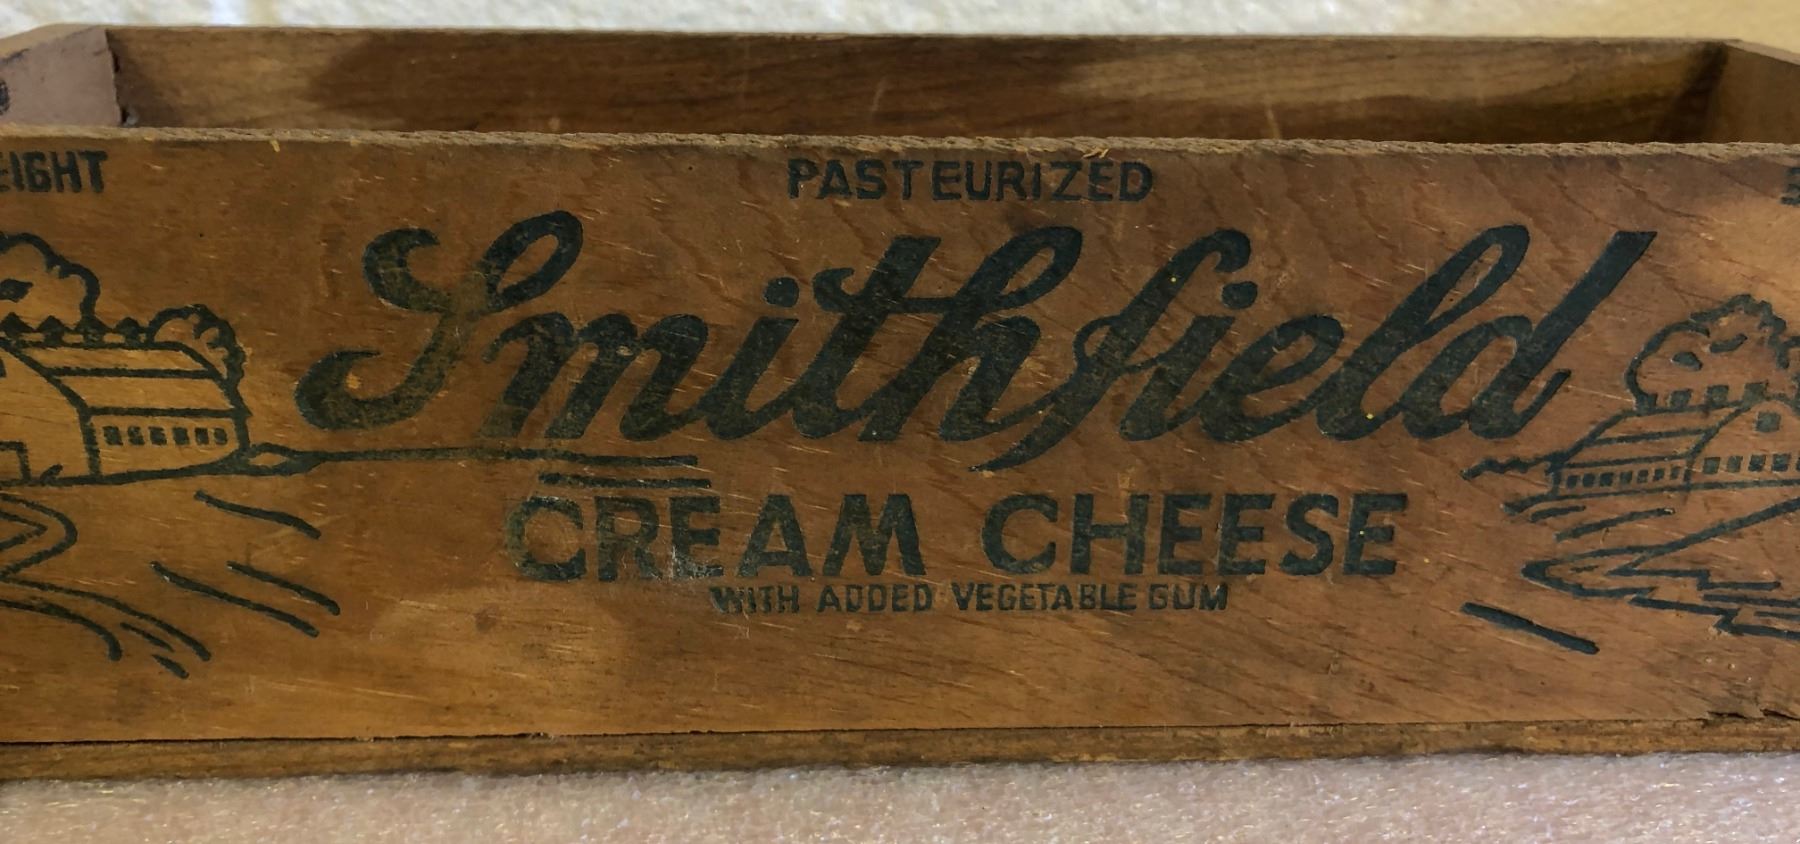 PASTEURIZED
Smithfield
CREAM CHEESE
WITH ADDED VEGETABLE GUM